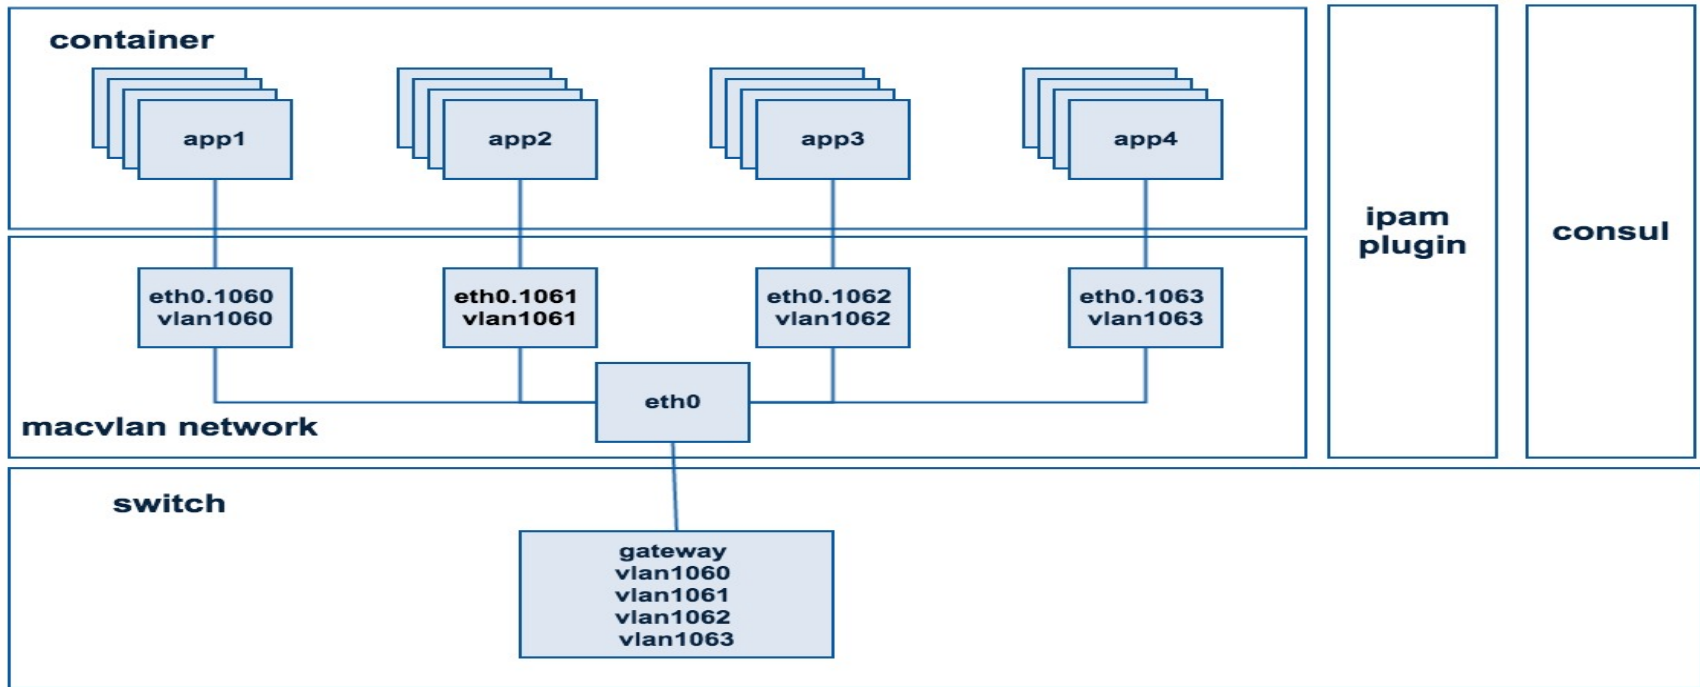 container
app1
app2
app3
app4
ipam
plugin
consul
eth0.1060
vlan1060
eth0.1061
vlan1061
eth0.1062
vlan1062
eth0.1063
vlan1063
eth0
macvlan network
switch
gateway
vlan1060
vlan1061
vlan1062
vlan1063